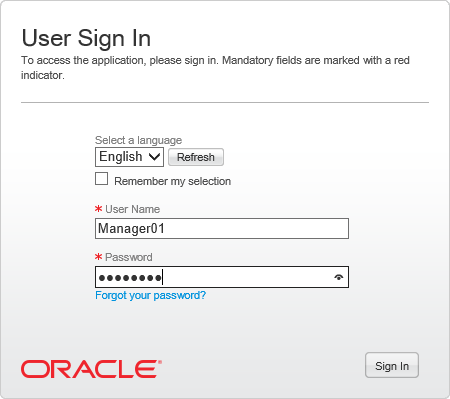 User Sign In
To access the application, please sign in. Mandatory fields are marked with a red
indicator.
Select a language
English Refresh
Remember my selection
* User Name
Manager01
* Password
●●●●●●●●
Forgot your password?
ORACLE®
Sign In